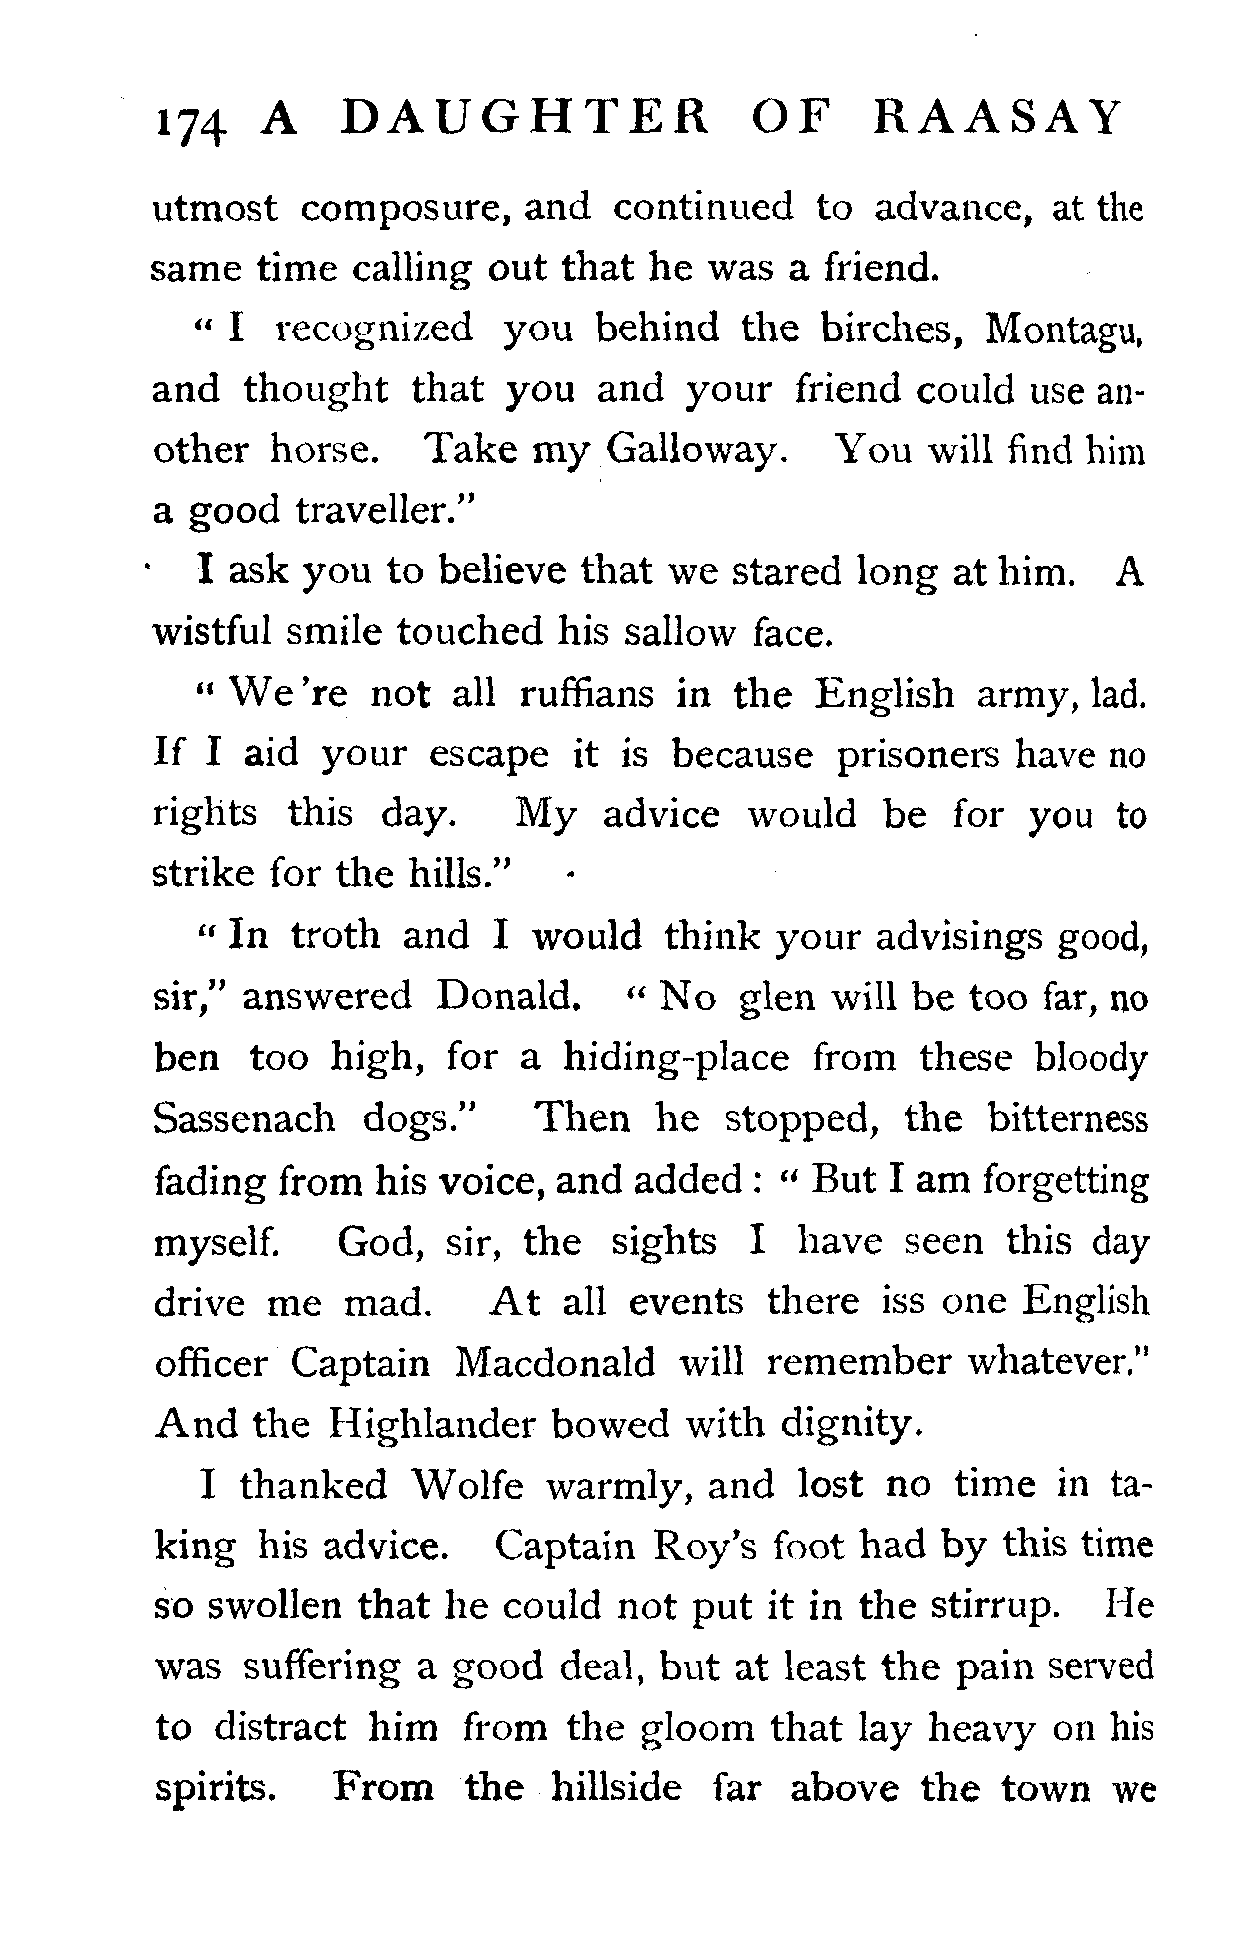 174 A DAUGHTER OF RAASAY
utmost composure, and continued to advance, at the
same time calling out that he was a friend.
“ I recognized you behind the birches, Montagu,
and thought that you and your friend could use an-
other horse. Take my Galloway. You will find him
a good traveller.”
I ask you to believe that we stared long at him. A
wistful smile touched his sallow face.
“ We 're not all ruffians in the English army, lad.
If I aid your escape it is because prisoners have no
rights this day. My advice would be for you to
strike for the hills.”
“ In troth and I would think your advisings good,
sir,” answered Donald. “ No glen will be too far, no
ben too high, for a hiding-place from these bloody
Sassenach dogs.” Then he stopped, the bitterness
fading from his voice, and added : “ But I am forgetting
myself. God, sir, the sights I have seen this day
drive me mad. At all events there iss one English
officer Captain Macdonald will remember whatever.”
And the Highlander bowed with dignity.
I thanked Wolfe warmly, and lost no time in ta-
king his advice. Captain Roy's foot had by this time
so swollen that he could not put it in the stirrup. He
was suffering a good deal, but at least the pain served
to distract him from the gloom that lay heavy on his
spirits. From the hillside far above the town we